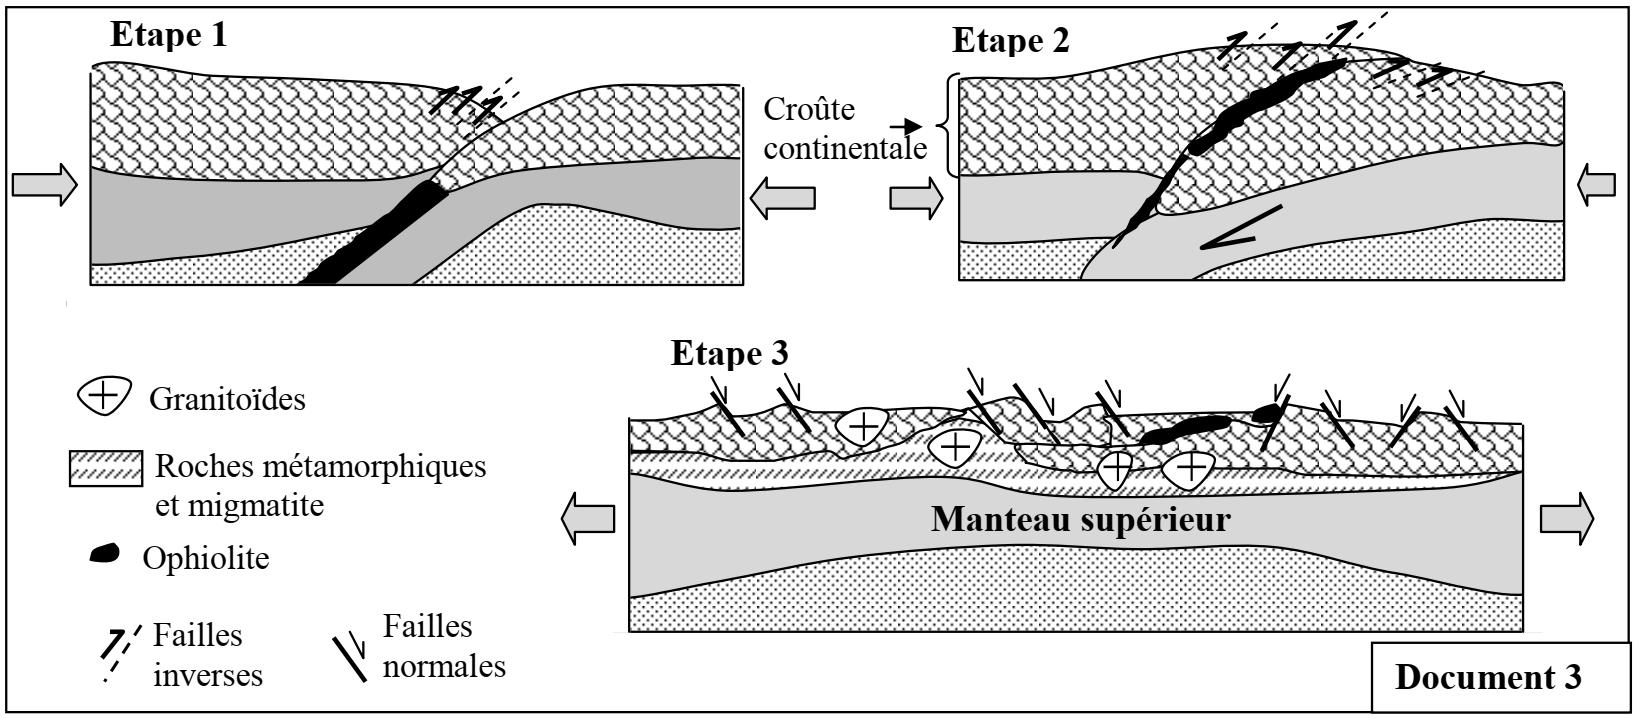 Etape 1
Etape 2
Croûte
continentale
Etape 3
Granitoïdes
Roches métamorphiques
et migmatite
Ophiolite
Failles
inverses
Failles
normales
Manteau supérieur
Document 3